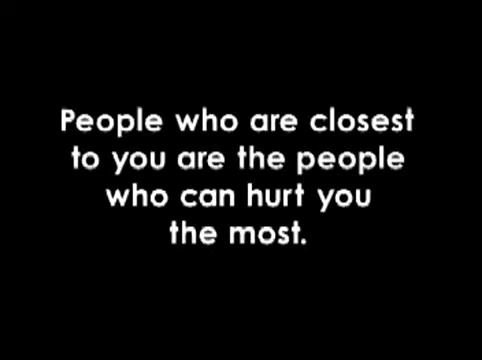 People who are closest
to you are the people
who can hurt you
the most.